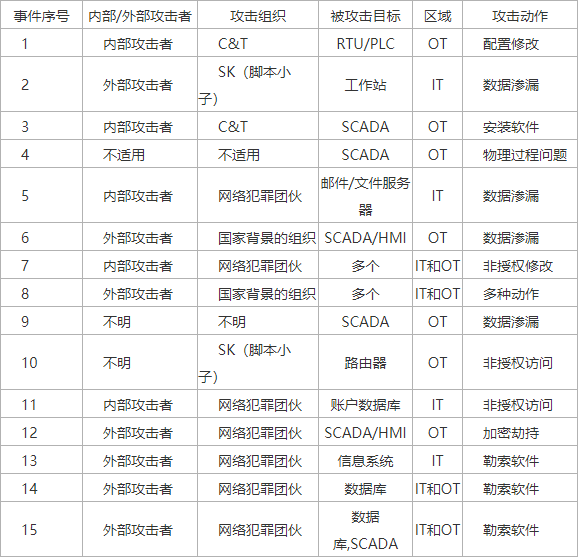 事件序号 内部/外部攻击者 攻击组织 被攻击目标 区域 攻击动作
1 内部攻击者 C&T RTU/PLC OT 配置修改
2 外部攻击者 SK（脚本小
子） 工作站 IT 数据渗漏
3 内部攻击者 C&T SCADA OT 安装软件
4 不适用 不适用 SCADA OT 物理过程问题
5 内部攻击者 网络犯罪团伙 邮件/文件服务
器 IT 数据渗漏
6 外部攻击者 国家背景的组织 SCADA/HMI OT 数据渗漏
7 内部攻击者 网络犯罪团伙 多个 IT和OT 非授权修改
8 外部攻击者 国家背景的组织 多个 IT和OT 多种动作
9 不明 不明 SCADA OT 数据渗漏
10 不明 SK（脚本小
子） 路由器 OT 非授权访问
11 内部攻击者 网络犯罪团伙 账户数据库 IT 非授权访问
12 外部攻击者 网络犯罪团伙 SCADA/HMI OT 加密劫持
13 外部攻击者 网络犯罪团伙 信息系统 IT 勒索软件
14 外部攻击者 网络犯罪团伙 数据库 IT和OT 勒索软件
15 外部攻击者 网络犯罪团伙 数据
库,SCADA IT和OT 勒索软件